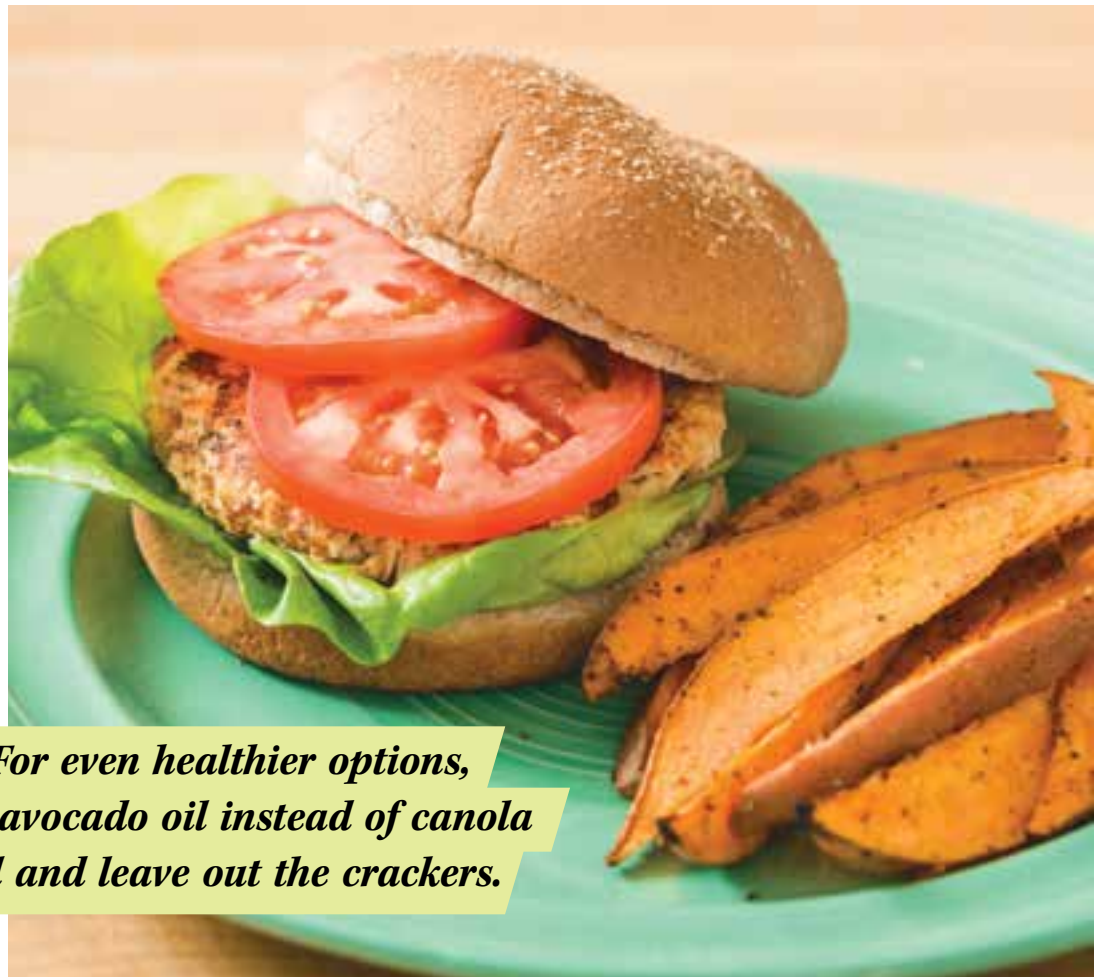 For even healthier options,
avocado oil instead of canola
and leave out the crackers.